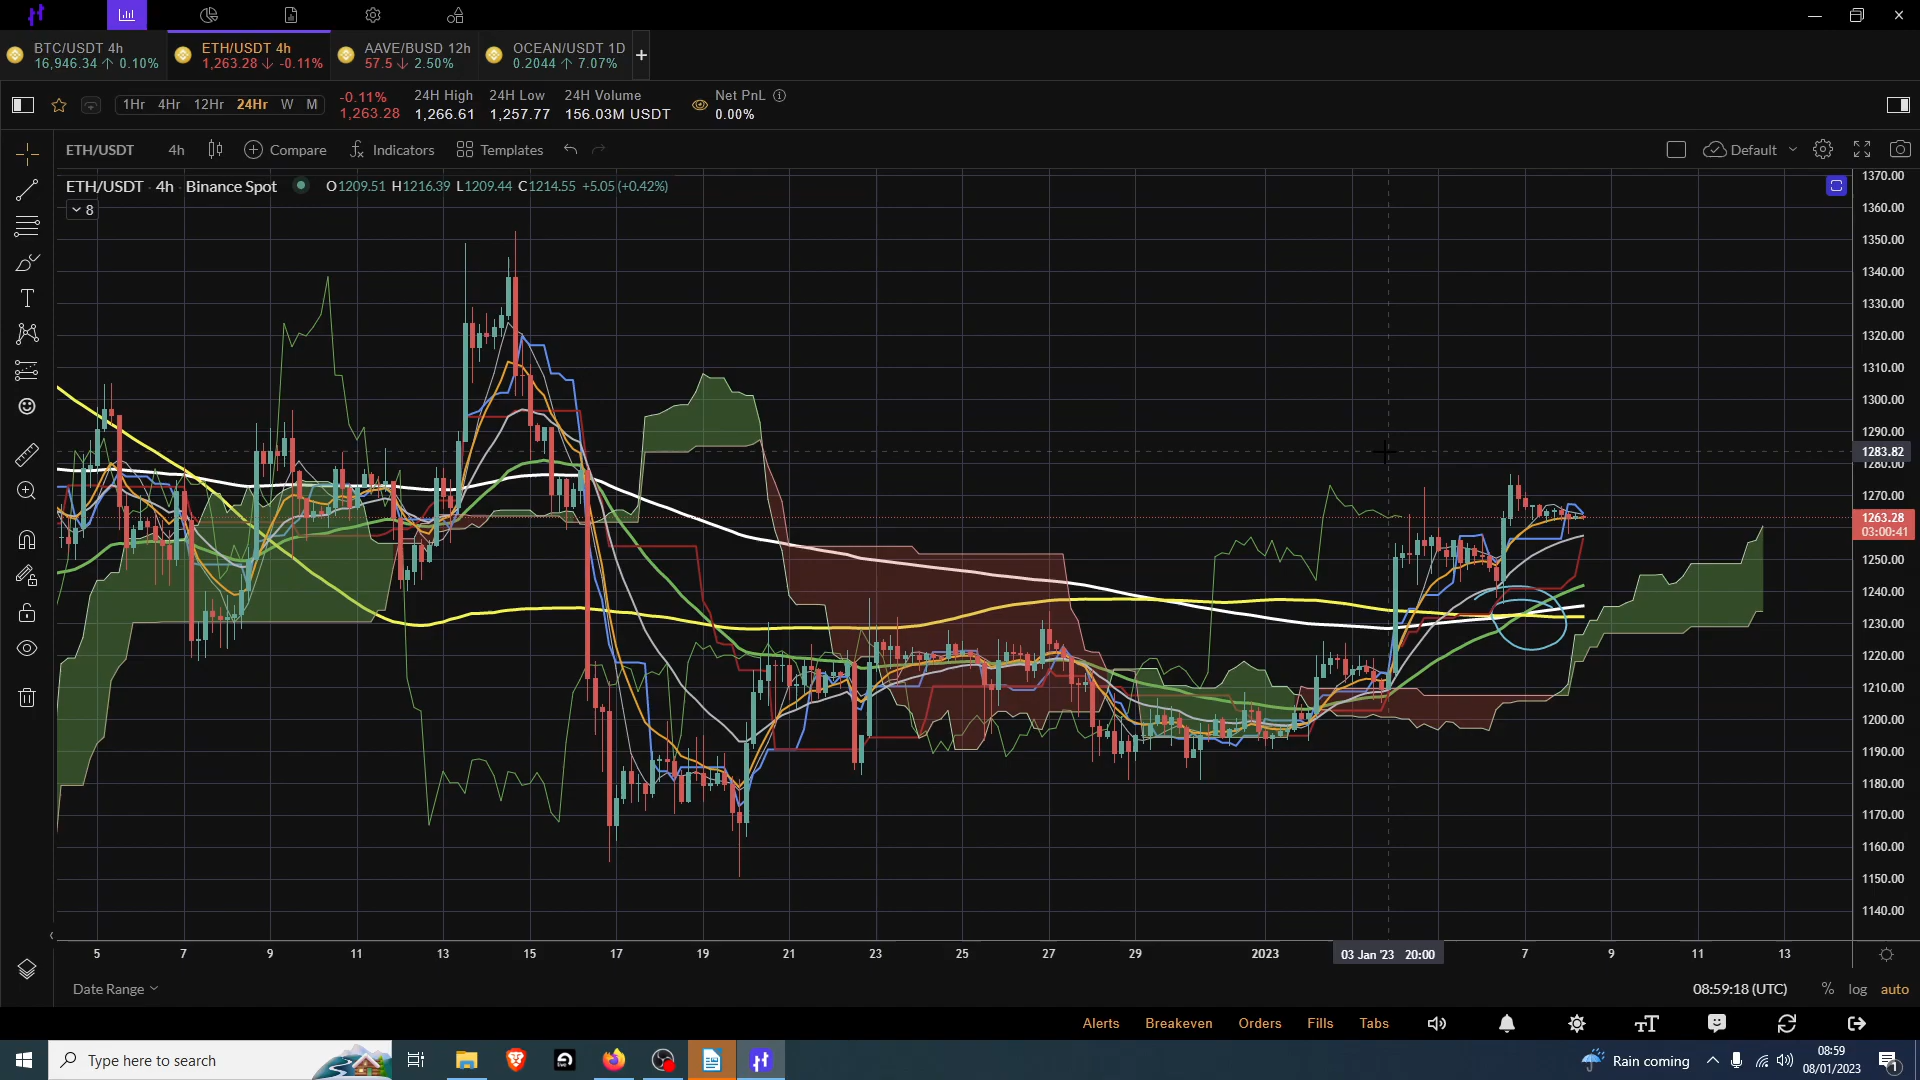 BTC/USDT 4h
16,946.34 ↑ 0.10%
ETH/USDT 4h
1,263.28 ↓ -0.11%
AAVE/BUSD 12h
57.5 ↓ 2.50%
OCEAN/USDT 1D
0.2044 ↑ 7.07%
+
1Hr 4Hr 12Hr 24Hr W M
-0.11%
1,263.28
24H High
1,266.61
24H Low
1,257.77
24H Volume
156.03M USDT
Net PnL
0.00%
ETH/USDT 4h Compare Indicators Templates Default
ETH/USDT · 4h · Binance Spot O1209.51 H1216.39 L1209.44 C1214.55 +5.05 (+0.42%)
8
1370.00
1360.00
1350.00
1340.00
1330.00
1320.00
1310.00
1300.00
1290.00
1283.82
1280.00
1270.00
1263.28
03:00:41
1250.00
1240.00
1230.00
1220.00
1210.00
1200.00
1190.00
1180.00
1170.00
1160.00
1150.00
1140.00
5 7 9 11 13 15 17 19 21 23 25 27 29 2023 03 Jan '23 20:00 7 9 11 13
Date Range 08:59:18 (UTC) % log auto
Alerts Breakeven Orders Fills Tabs
Type here to search
Rain coming
08:59
08/01/2023
1